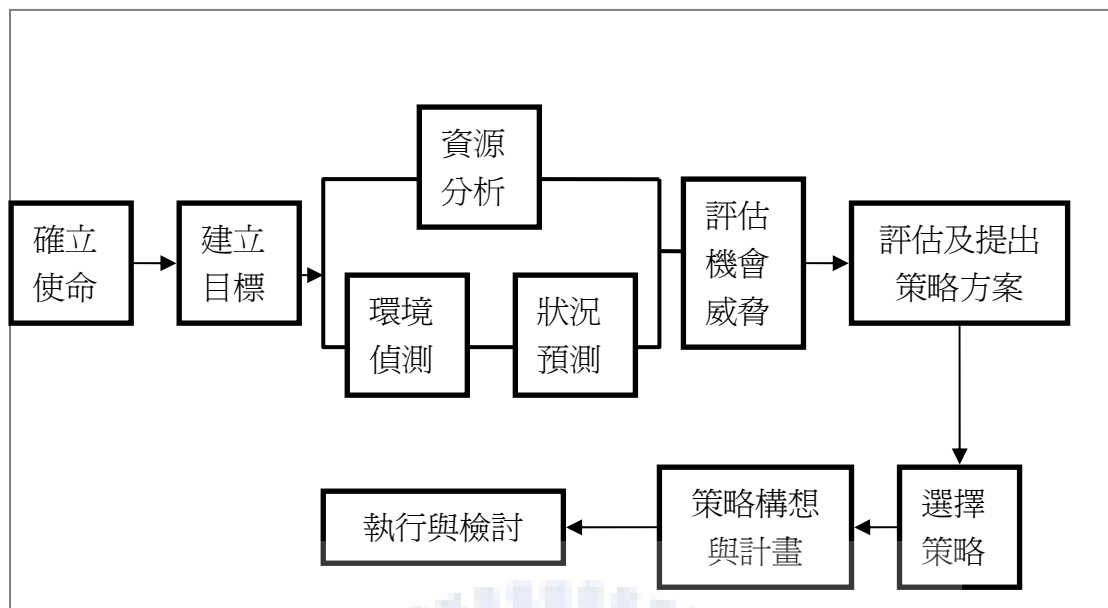 確立
使命
建立
目標
資源
分析
環境
偵測
狀況
預測
評估
機會
威脅
評估及提出
策略方案
選擇
策略
策略構想
與計畫
執行與檢討